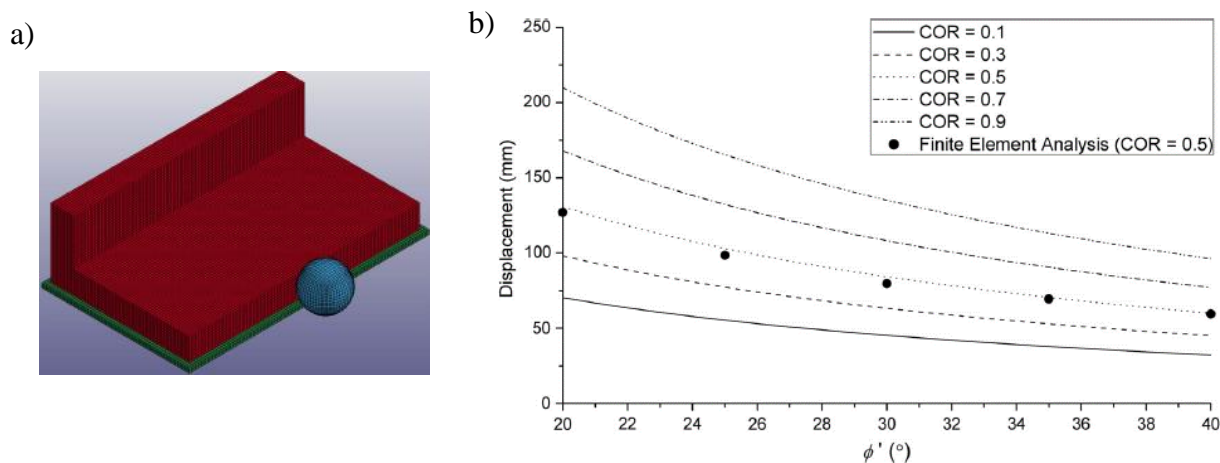 a)
b)
250
200
150
100
50
0
Displacement (mm)
COR = 0.1
COR = 0.3
COR = 0.5
COR = 0.7
COR = 0.9
Finite Element Analysis (COR = 0.5)
20 22 24 26 28 30 32 34 36 38 40
ϕ ' (°)